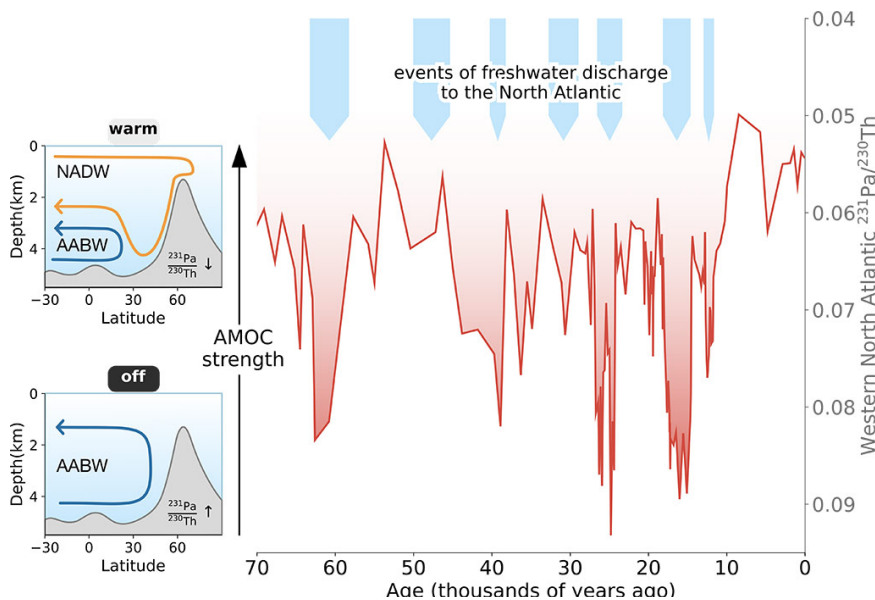 events of freshwater discharge
to the North Atlantic
warm
NADW
AABW
231Pa
230Th
↓
Depth(km)
0
2
4
−30
0
30
60
Latitude
AMOC
strength
off
AABW
231Pa
230Th
↑
Depth(km)
0
2
4
−30
0
30
60
Latitude
70
60
50
40
30
20
10
0
Age (thousands of years ago)
0.04
0.05
0.06
0.07
0.08
0.09
Western North Atlantic 231Pa/230Th